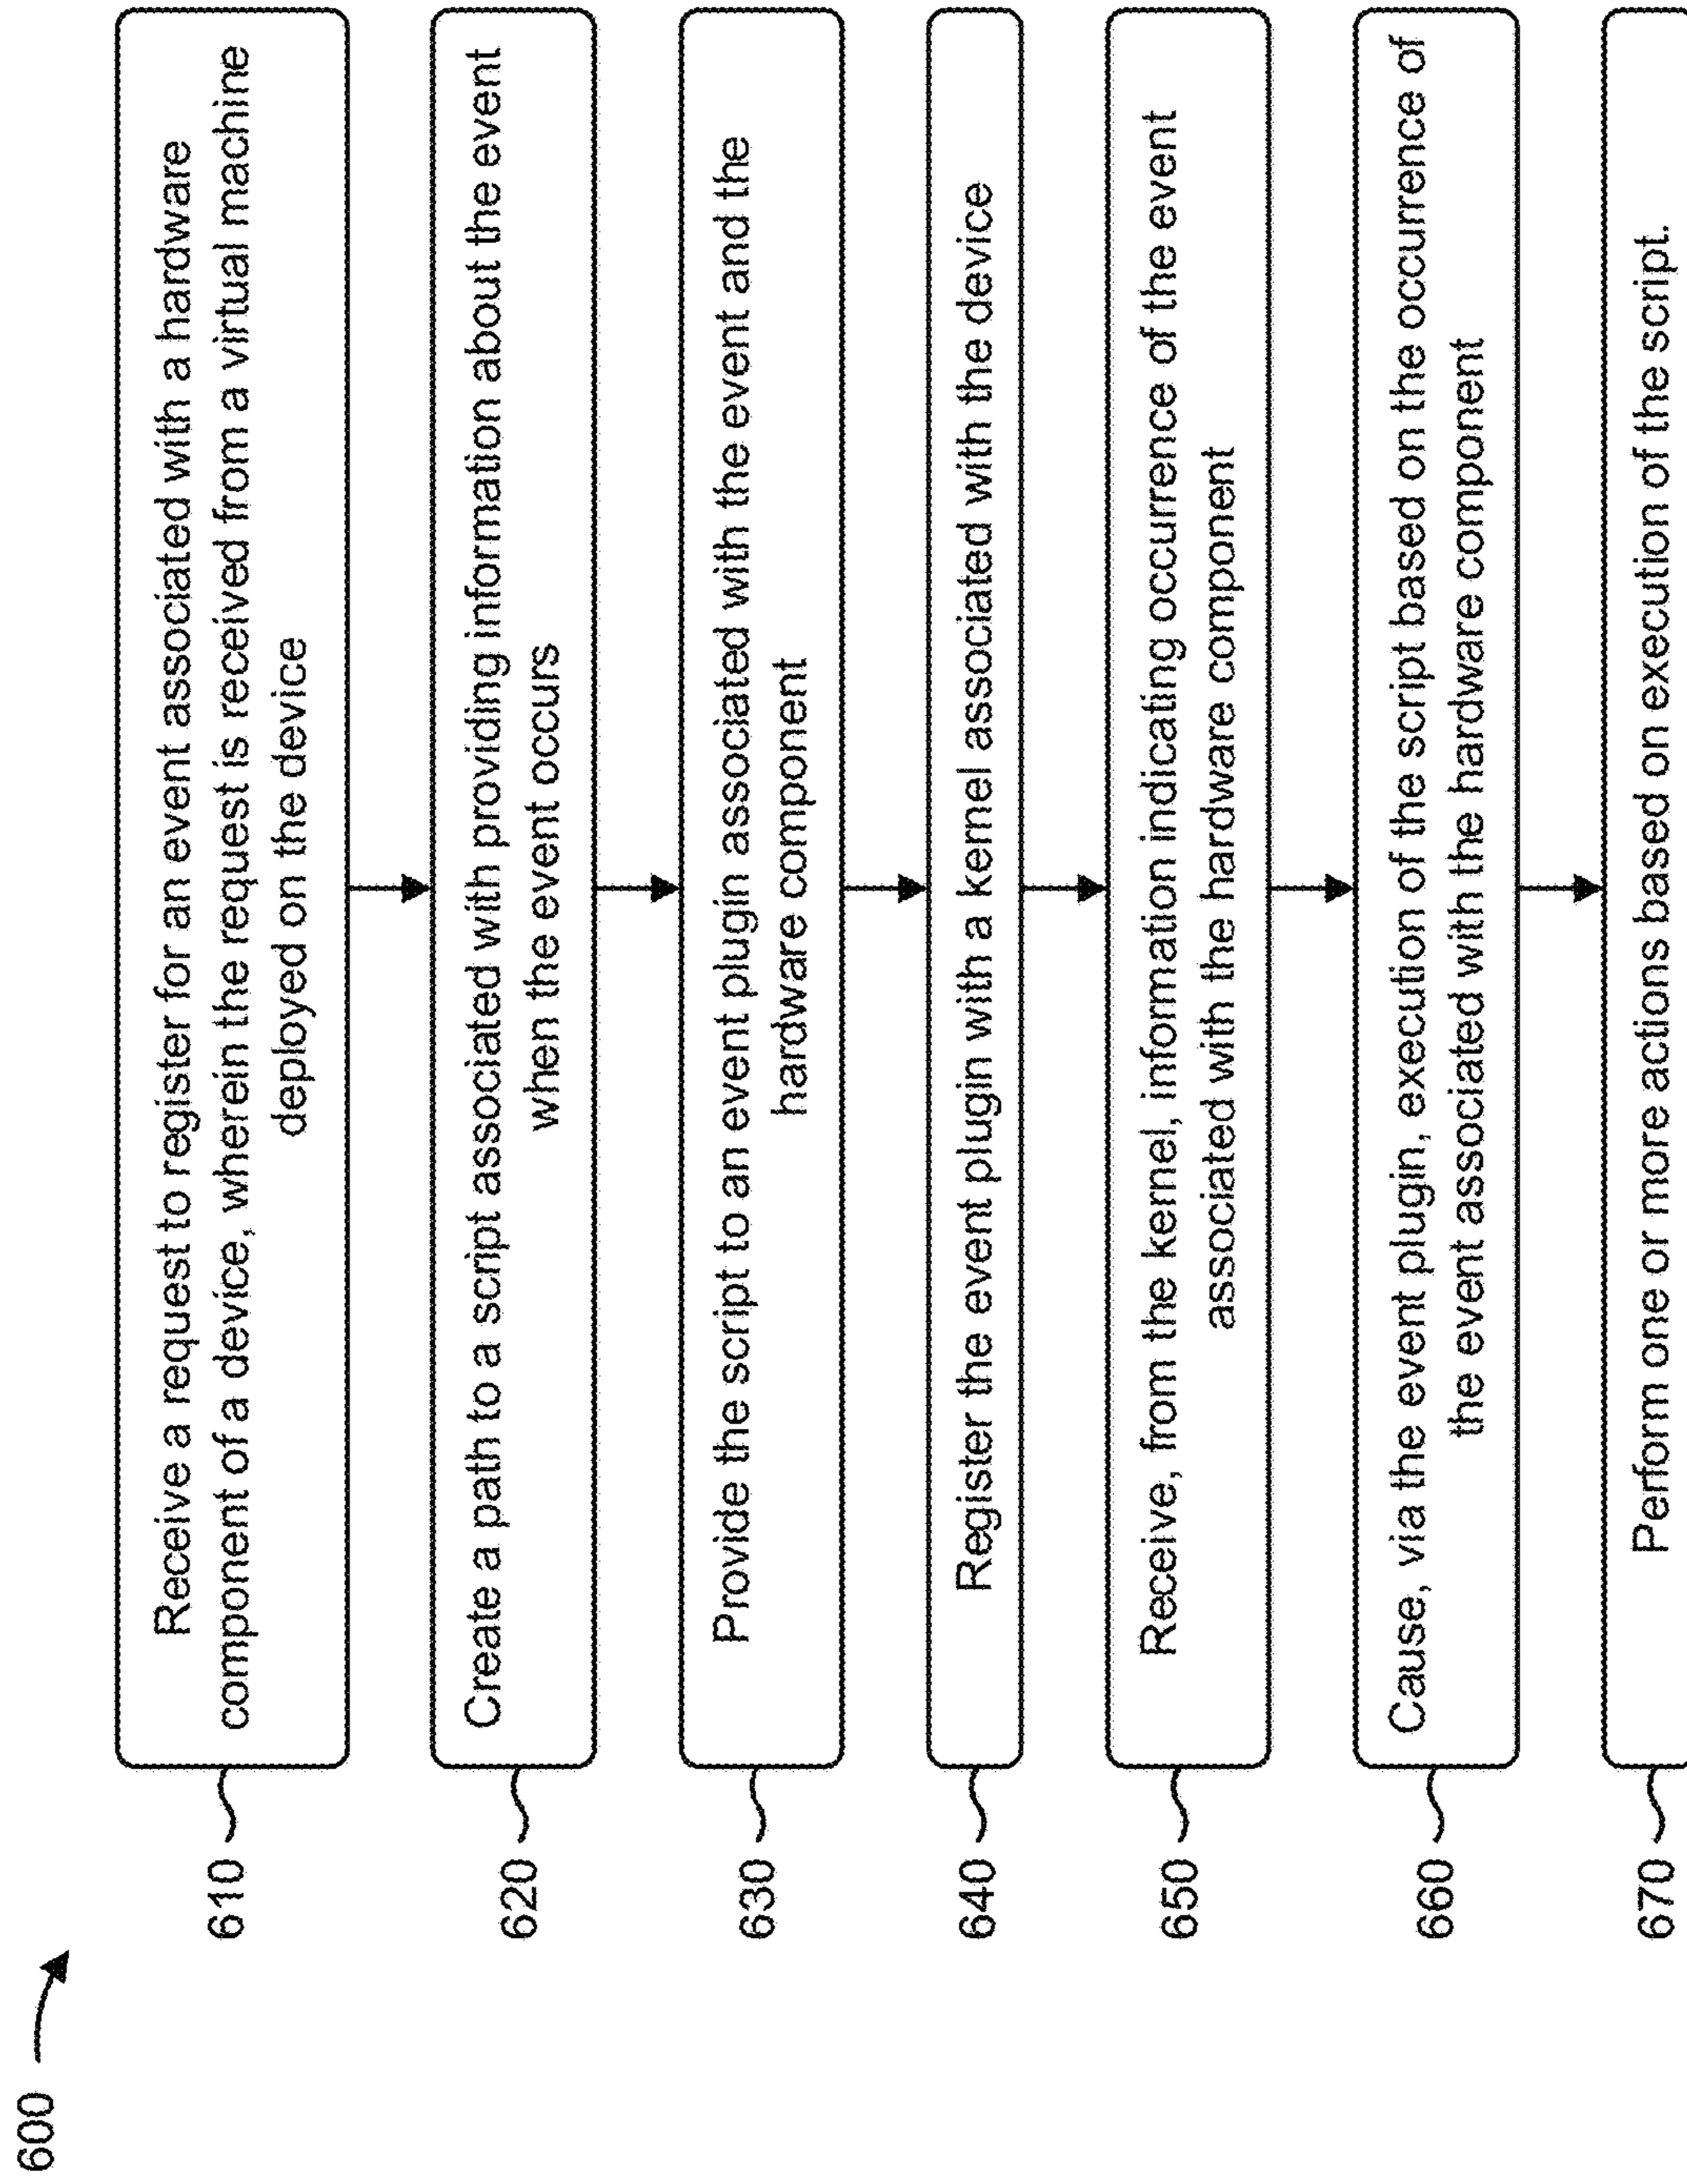 600
610
Receive a request to register for an event associated with a hardware
component of a device, wherein the request is received from a virtual machine
deployed on the device
620
Create a path to a script associated with providing information about the event
when the event occurs
630
Provide the script to an event plugin associated with the event and the
hardware component
640
Register the event plugin with a kernel associated with the device
650
Receive, from the kernel, information indicating occurrence of the event
associated with the hardware component
660
Cause, via the event plugin, execution of the script based on the occurrence of
the event associated with the hardware component
670
Perform one or more actions based on execution of the script.